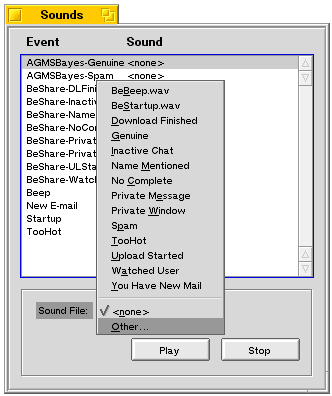 Sounds
Event Sound
AGMSBayes-Genuine <none>
AGMSBayes-Spam <none>
BeShare-DLFini
BeShare-Inactiv
BeShare-Name
BeShare-NoCon
BeShare-Privat
BeShare-Privat
BeShare-ULSta
BeShare-Watch
Beep
New E-mail
Startup
TooHot
BeBeep.wav
BeStartup.wav
Download Finished
Genuine
Inactive Chat
Name Mentioned
No Complete
Private Message
Private Window
Spam
TooHot
Upload Started
Watched User
You Have New Mail
<none>
Other...
Sound File:
Play Stop